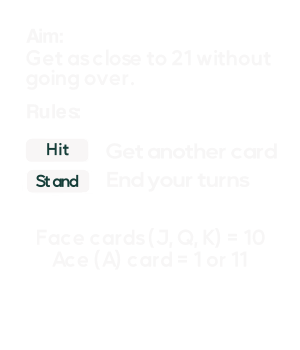 Aim:
Get as close to 21 without
going over.
Rules:
Hit Get another card
Stand End your turns
Face cards (J, Q, K) = 10
Ace (A) card = 1 or 11